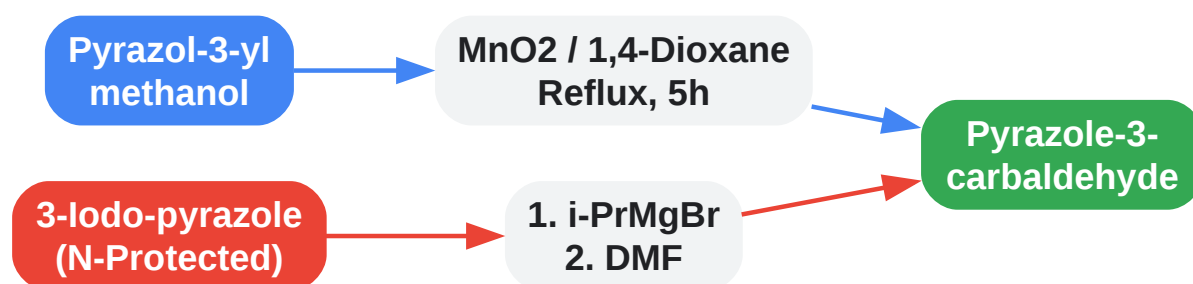 Pyrazol-3-yl
methanol
MnO2 / 1,4-Dioxane
Reflux, 5h
Pyrazole-3-
carbaldehyde
3-Iodo-pyrazole
(N-Protected)
1. i-PrMgBr
2. DMF